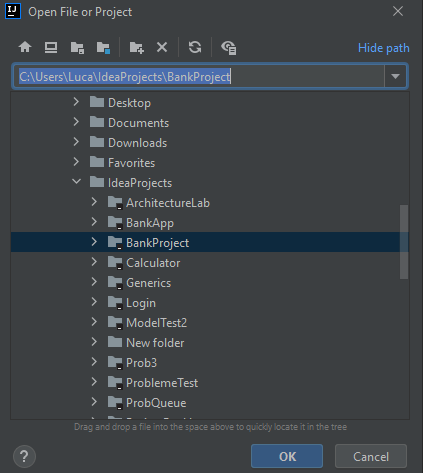 IJ Open File or Project
Hide path
C:\Users\Luca\IdeaProjects\BankProject
Desktop
Documents
Downloads
Favorites
IdeaProjects
ArchitectureLab
BankApp
BankProject
Calculator
Generics
Login
ModelTest2
New folder
Prob3
ProblemeTest
ProbQueue
Drag and drop a file into the space above to quickly locate it in the tree
? OK Cancel